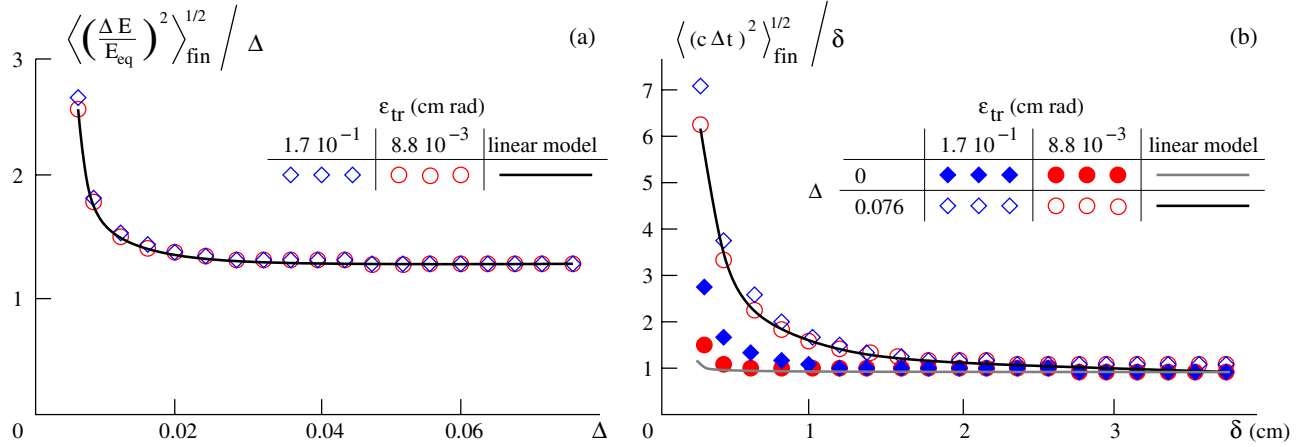 ⟨(ΔE/E_eq)²⟩^{1/2}_fin / Δ
(a)
3
2
1
0
0.02
0.04
0.06
Δ
ε_tr (cm rad)
1.7 10⁻¹
8.8 10⁻³
linear model
⟨(c Δt)²⟩^{1/2}_fin / δ
(b)
7
6
5
4
3
2
1
0
1
2
3
δ (cm)
ε_tr (cm rad)
1.7 10⁻¹
8.8 10⁻³
linear model
Δ
0
0.076